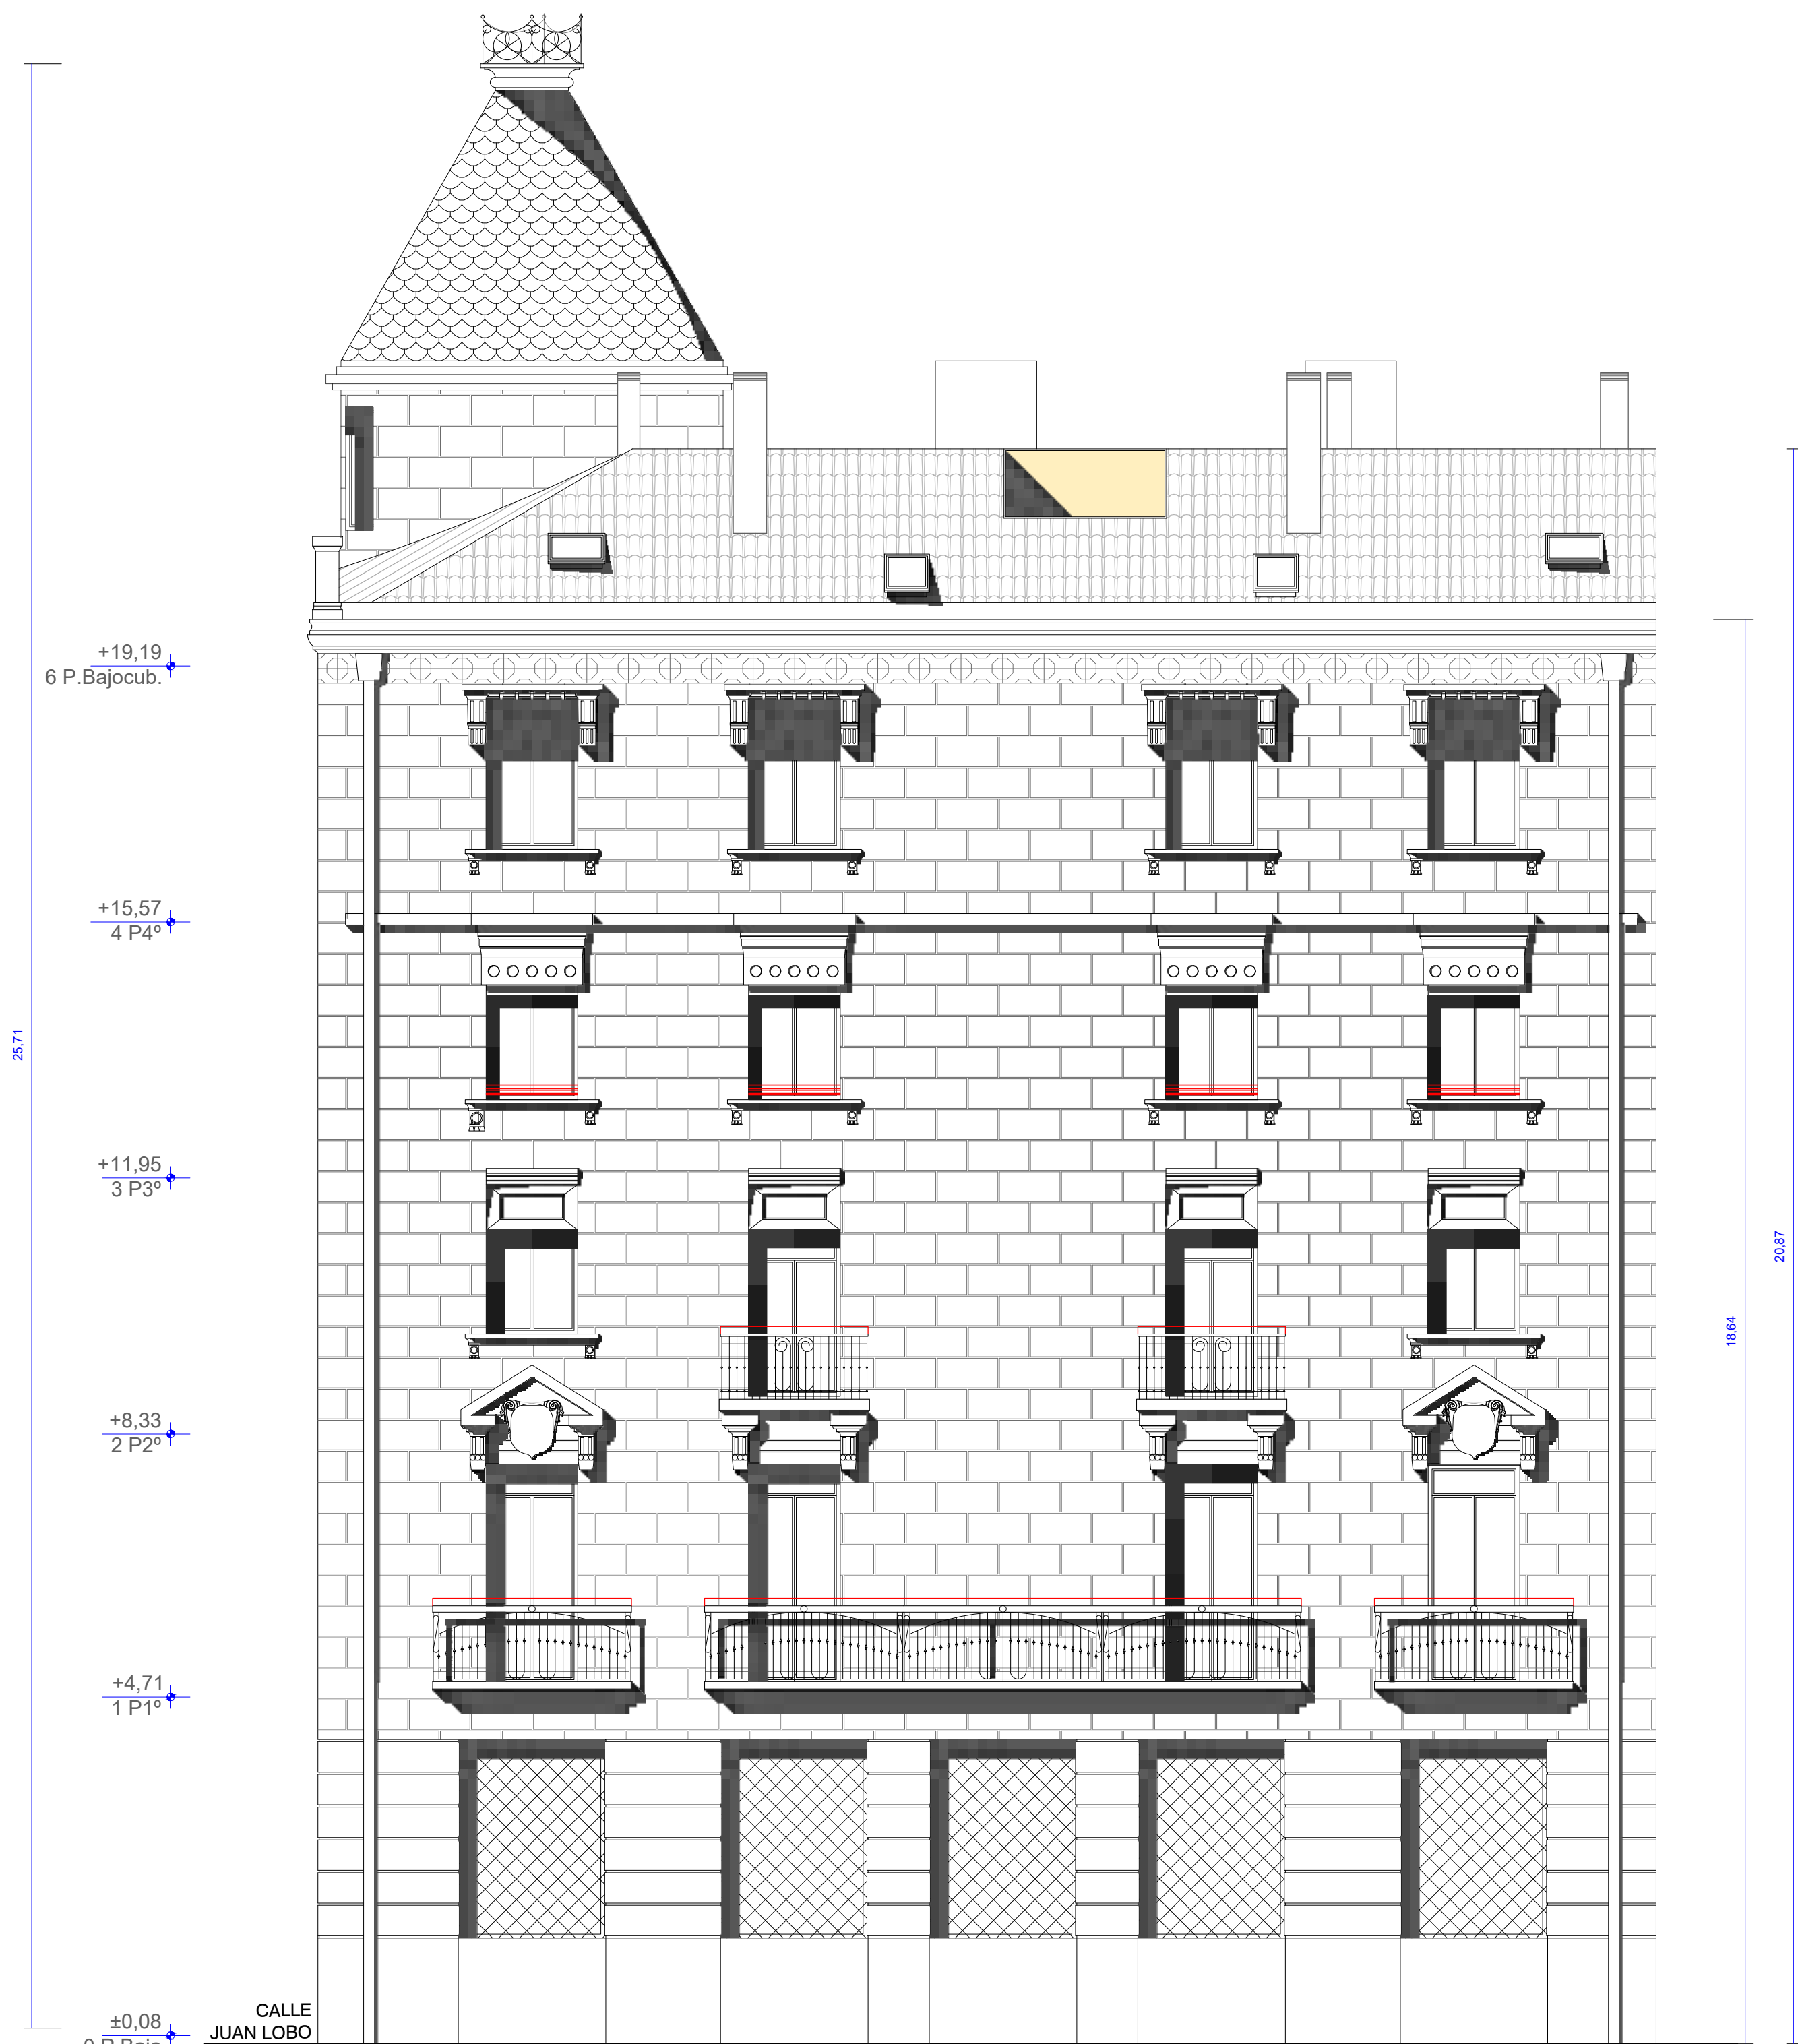 +19,19
6 P.Bajocub.
+15,57
4 P4º
25,71
+11,95
3 P3º
20,87
18,64
+8,33
2 P2º
+4,71
1 P1º
CALLE
JUAN LOBO
±0,08